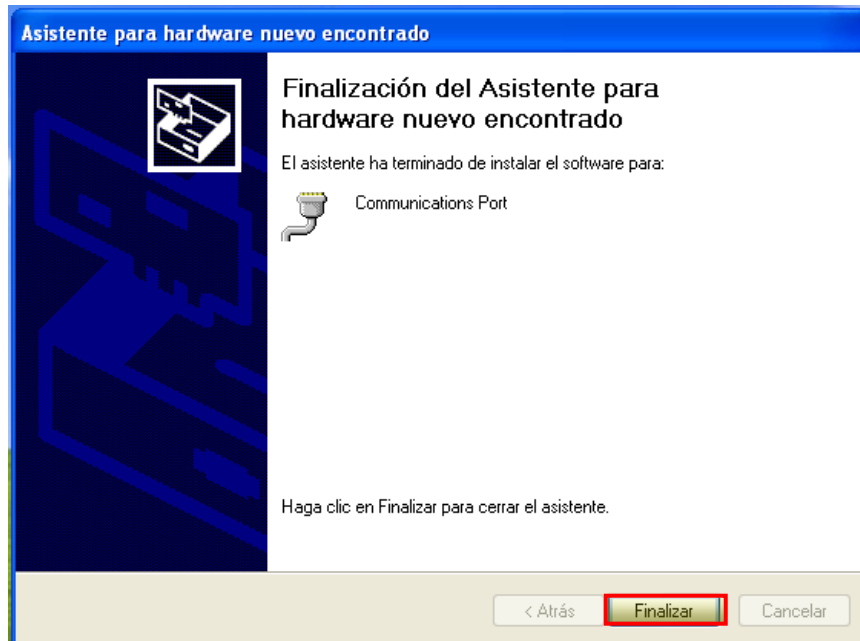 Asistente para hardware nuevo encontrado
Finalización del Asistente para
hardware nuevo encontrado
El asistente ha terminado de instalar el software para:
Communications Port
Haga clic en Finalizar para cerrar el asistente.
< Atrás Finalizar Cancelar